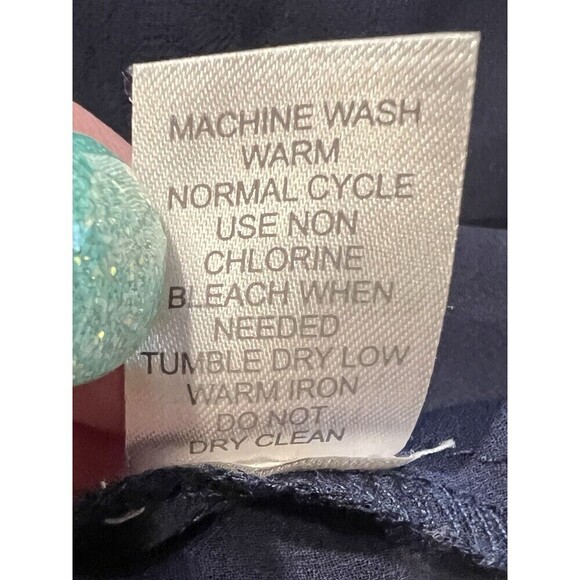 MACHINE WASH
WARM
NORMAL CYCLE
USE NON
CHLORINE
BLEACH WHEN
NEEDED
TUMBLE DRY LOW
WARM IRON
DO NOT
DRY CLEAN